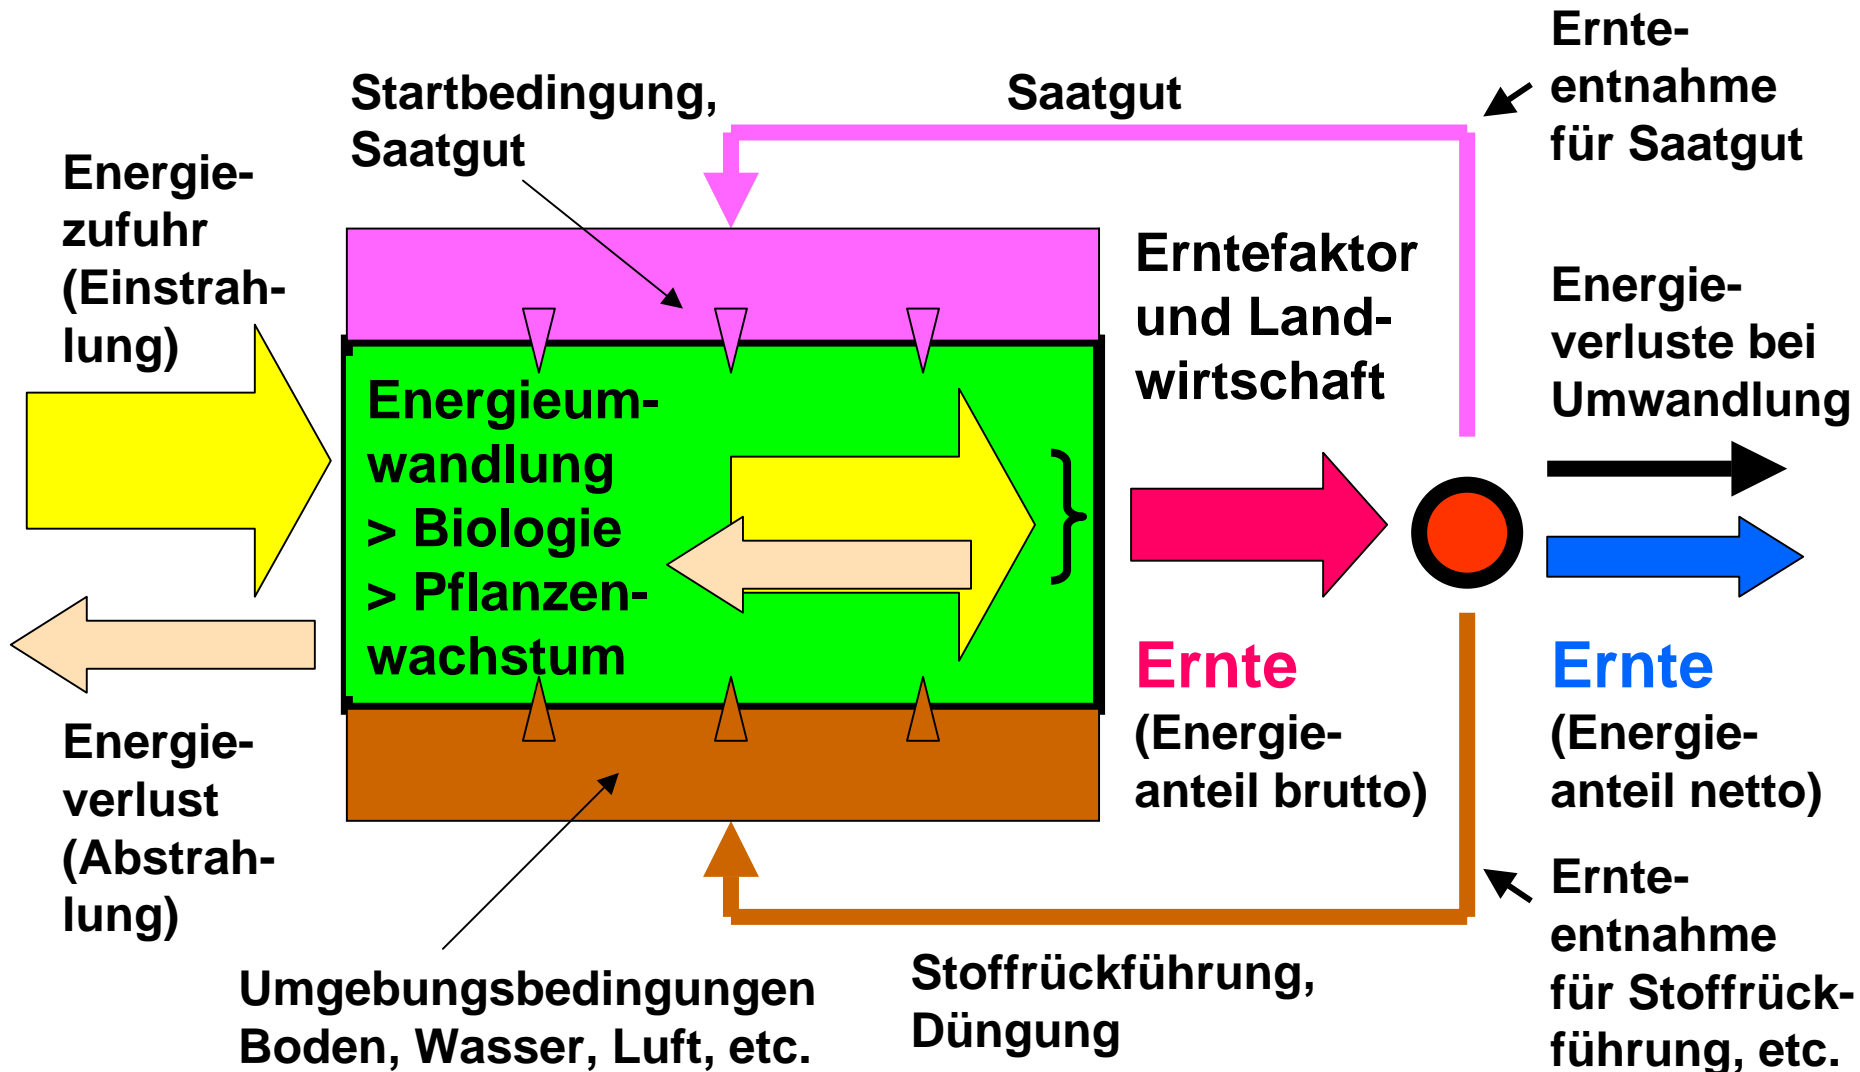 Startbedingung,
Saatgut
Saatgut
Ernte-
entnahme
für Saatgut
Energie-
zufuhr
(Einstrah-
lung)
Erntefaktor
und Land-
wirtschaft
Energie-
verluste bei
Umwandlung
Energieum-
wandlung
> Biologie
> Pflanzen-
wachstum
}
Ernte
(Energie-
anteil brutto)
Ernte
(Energie-
anteil netto)
Energie-
verlust
(Abstrah-
lung)
Umgebungsbedingungen
Boden, Wasser, Luft, etc.
Stoffrückführung,
Düngung
Ernte-
entnahme
für Stoffrück-
führung, etc.